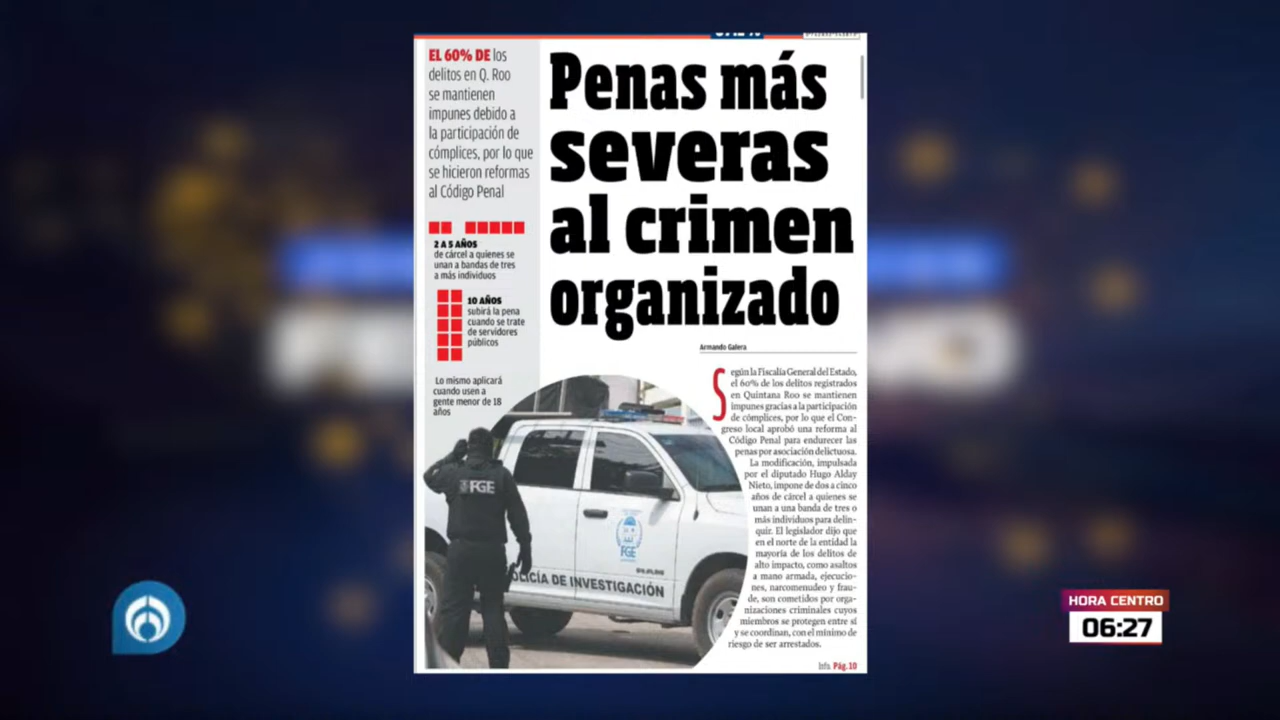 EL 60% DE los
delitos en Q. Roo
se mantienen
impunes debido a
la participación de
cómplices, por lo que
se hicieron reformas
al Código Penal
2 A 5 AÑOS
de cárcel a quienes se
unan a bandas de tres
a más individuos
10 AÑOS
subirá la pena
cuando se trate
de servidores
públicos
Lo mismo aplicará
cuando usen a
gente menor de 18
años
Penas más
severas
al crimen
organizado
Armando Galera
Según la Fiscalía General del Estado,
el 60% de los delitos registrados
en Quintana Roo se mantienen
impunes gracias a la participación
de cómplices, por lo que el Con-
greso local aprobó una reforma al
Código Penal para endurecer las
penas por asociación delictuosa.
La modificación, impulsada
por el diputado Hugo Alday
Nieto, impone de dos a cinco
años de cárcel a quienes se
unan a una banda de tres o
más individuos para delin-
quir. El legislador dijo que
en el norte de la entidad la
mayoría de los delitos de
alto impacto, como asaltos
a mano armada, ejecucio-
nes, narcomenudeo y frau-
de, son cometidos por orga-
nizaciones criminales cuyos
miembros se protegen entre sí
y se coordinan, con el mínimo de
riesgo de ser arrestados.
Info. Pág. 10
FGE
FGE
POLICÍA DE INVESTIGACIÓN
HORA CENTRO
06:27